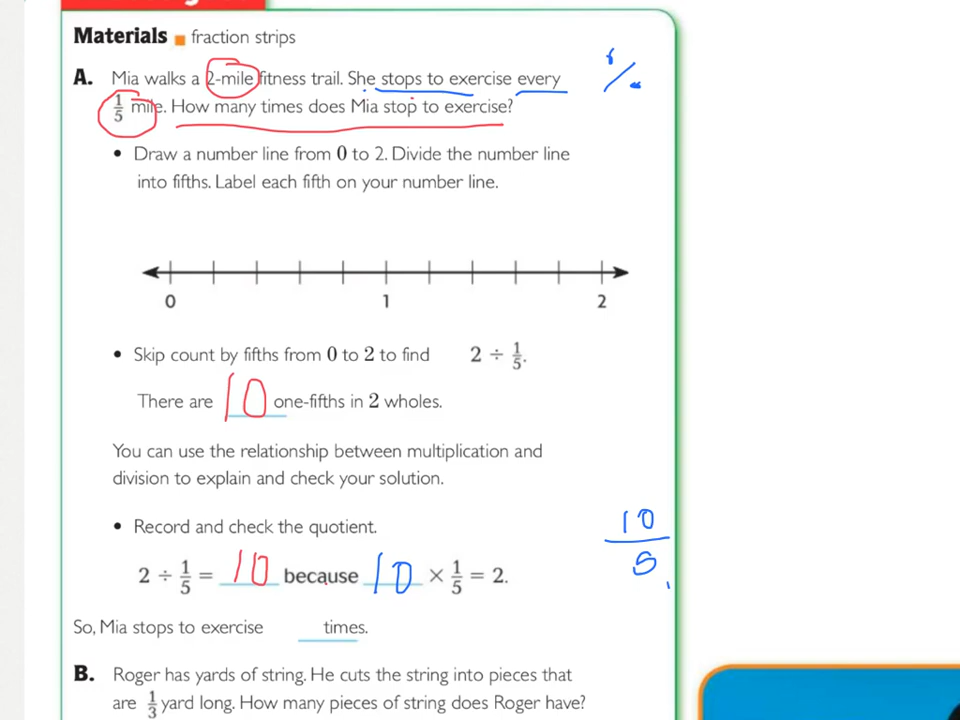 Materials ■ fraction strips
A. Mia walks a 2-mile fitness trail. She stops to exercise every
1/5 mile. How many times does Mia stop to exercise?
• Draw a number line from 0 to 2. Divide the number line
into fifths. Label each fifth on your number line.
0 1 2
• Skip count by fifths from 0 to 2 to find 2 ÷ 1/5.
There are 10 one-fifths in 2 wholes.
You can use the relationship between multiplication and
division to explain and check your solution.
• Record and check the quotient.
10/5
2 ÷ 1/5 = 10 because 10 × 1/5 = 2.
So, Mia stops to exercise ___ times.
B. Roger has yards of string. He cuts the string into pieces that
are 1/3 yard long. How many pieces of string does Roger have?